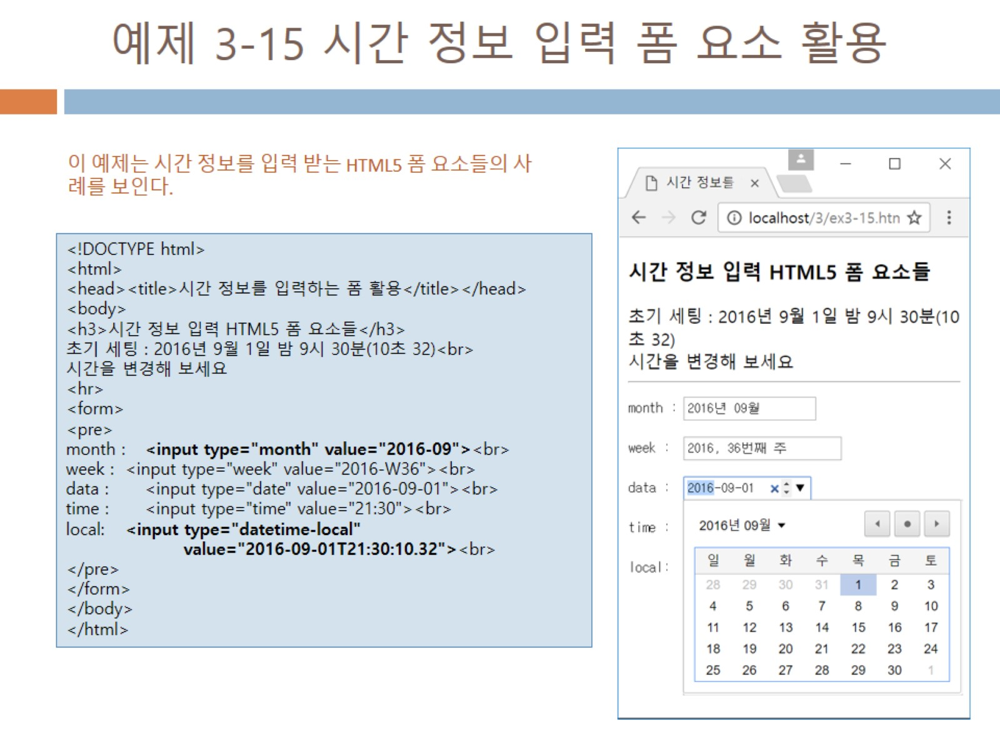 예제 3-15 시간 정보 입력 폼 요소 활용
이 예제는 시간 정보를 입력 받는 HTML5 폼 요소들의 사
례를 보인다.
<!DOCTYPE html>
<html>
<head><title>시간 정보를 입력하는 폼 활용</title></head>
<body>
<h3>시간 정보 입력 HTML5 폼 요소들</h3>
초기 세팅 : 2016년 9월 1일 밤 9시 30분(10초 32)<br>
시간을 변경해 보세요
<hr>
<form>
<pre>
month : <input type="month" value="2016-09"><br>
week : <input type="week" value="2016-W36"><br>
data : <input type="date" value="2016-09-01"><br>
time : <input type="time" value="21:30"><br>
local: <input type="datetime-local"
value="2016-09-01T21:30:10.32"><br>
</pre>
</form>
</body>
</html>
시간 정보를
localhost/3/ex3-15.htn
시간 정보 입력 HTML5 폼 요소들
초기 세팅 : 2016년 9월 1일 밤 9시 30분(10
초 32)
시간을 변경해 보세요
month : 2016년 09월
week : 2016, 36번째 주
data : 2016-09-01
time :
2016년 09월
local:
일 월 화 수 목 금 토
28 29 30 31 1 2 3
4 5 6 7 8 9 10
11 12 13 14 15 16 17
18 19 20 21 22 23 24
25 26 27 28 29 30 1